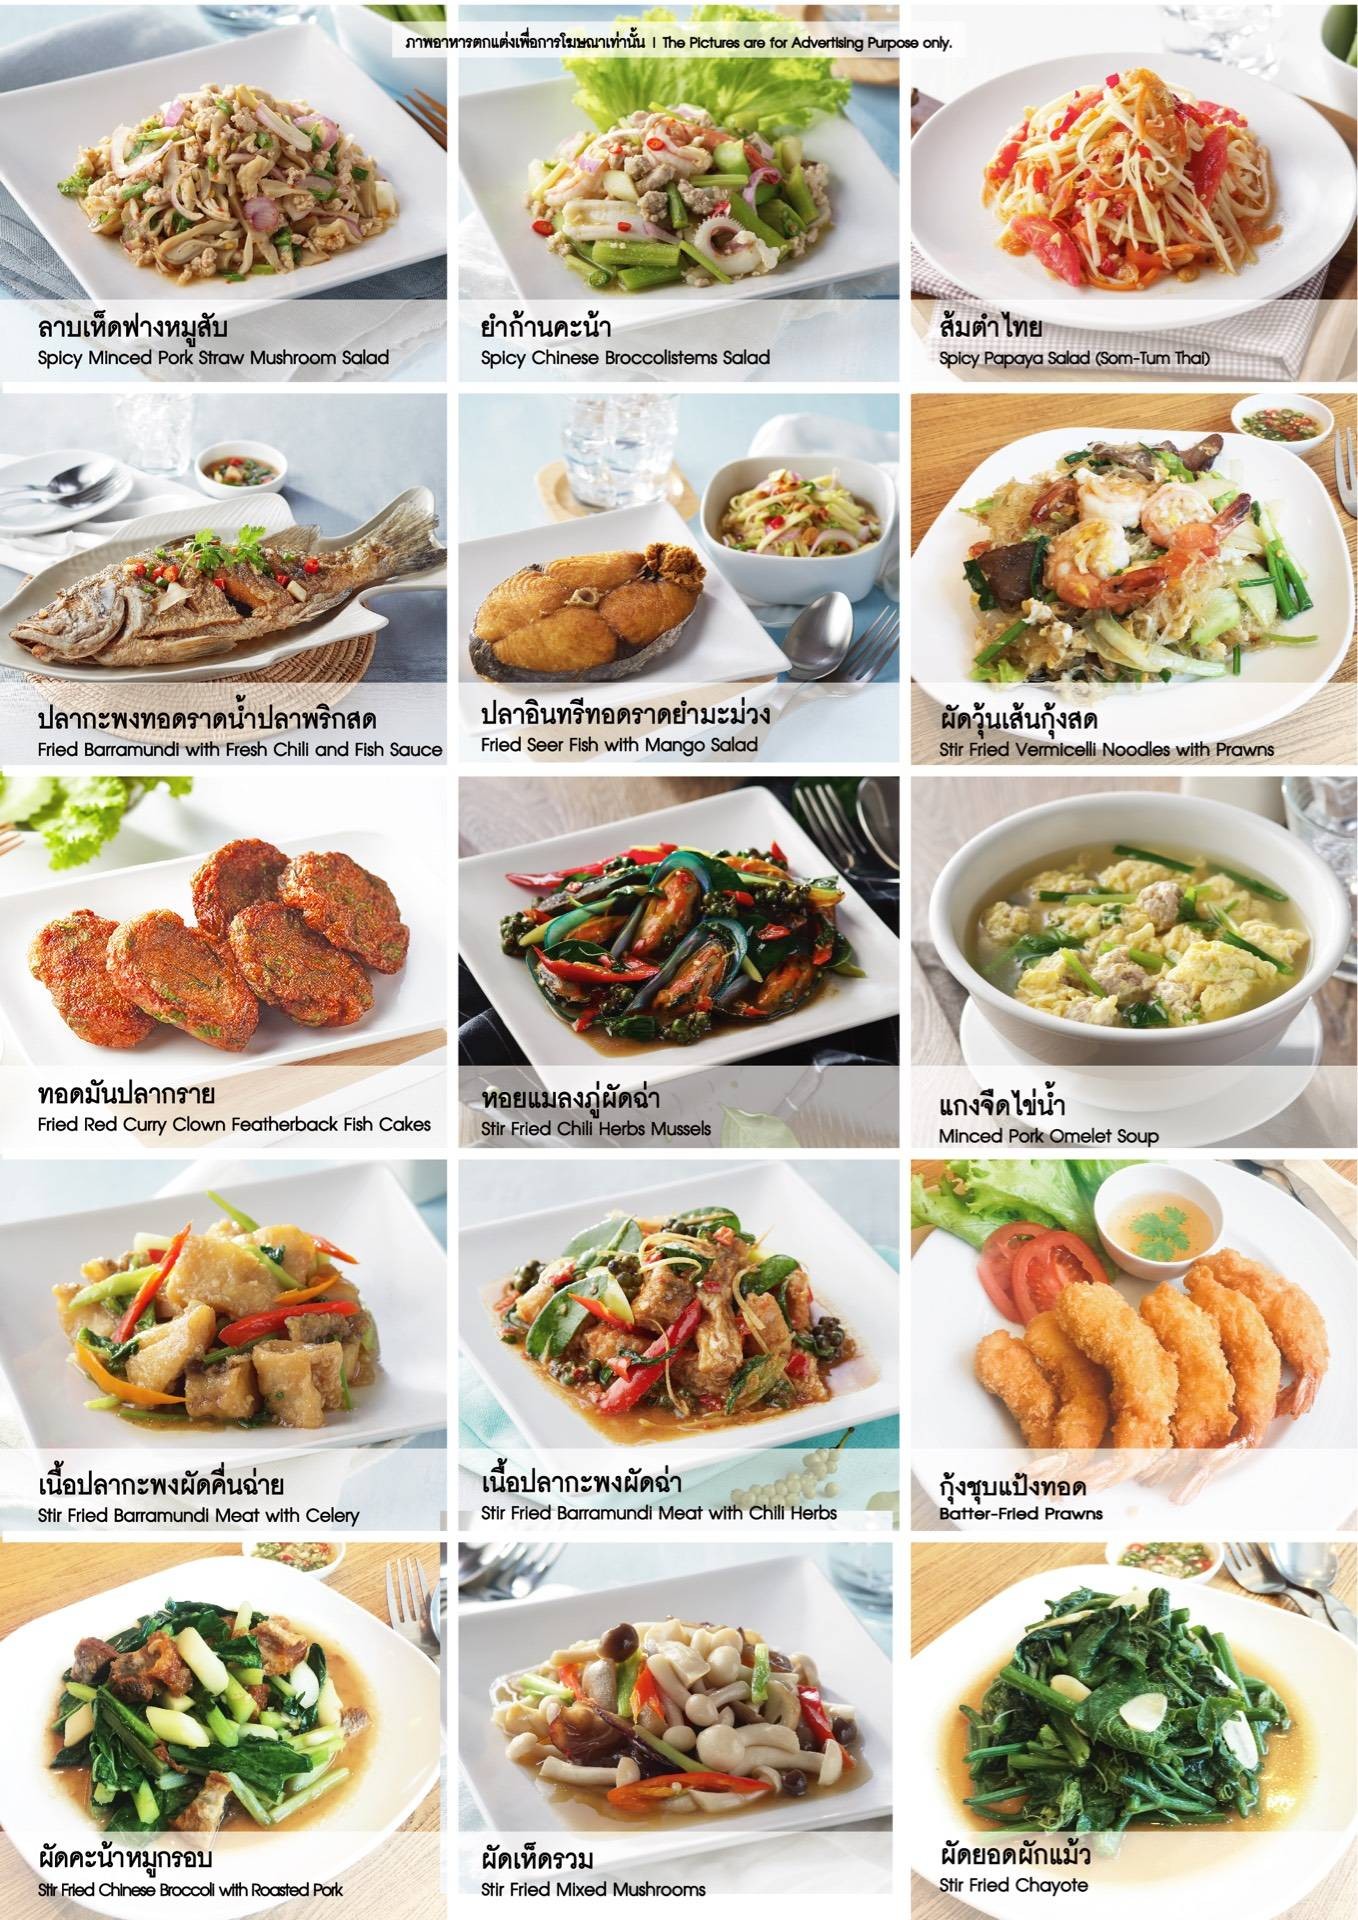 ภาพอาหารตกแต่งเพื่อการโฆษณาเท่านั้น | The Pictures are for Advertising Purpose only.
ลาบเห็ดฟางหมูสับ
Spicy Minced Pork Straw Mushroom Salad
ยำก้านคะน้า
Spicy Chinese Broccolistems Salad
ส้มตำไทย
Spicy Papaya Salad (Som-Tum Thai)
ปลากะพงทอดราดน้ำปลาพริกสด
Fried Barramundi with Fresh Chili and Fish Sauce
ปลาอินทรีทอดราดยำมะม่วง
Fried Seer Fish with Mango Salad
ผัดวุ้นเส้นกุ้งสด
Stir Fried Vermicelli Noodles with Prawns
ทอดมันปลากราย
Fried Red Curry Clown Featherback Fish Cakes
หอยแมลงภู่ผัดฉ่า
Stir Fried Chili Herbs Mussels
แกงจืดไข่น้ำ
Minced Pork Omelet Soup
เนื้อปลากะพงผัดคื่นฉ่าย
Stir Fried Barramundi Meat with Celery
เนื้อปลากะพงผัดฉ่า
Stir Fried Barramundi Meat with Chili Herbs
กุ้งชุบแป้งทอด
Batter-Fried Prawns
ผัดคะน้าหมูกรอบ
Stir Fried Chinese Broccoli with Roasted Pork
ผัดเห็ดรวม
Stir Fried Mixed Mushrooms
ผัดยอดผักแม้ว
Stir Fried Chayote